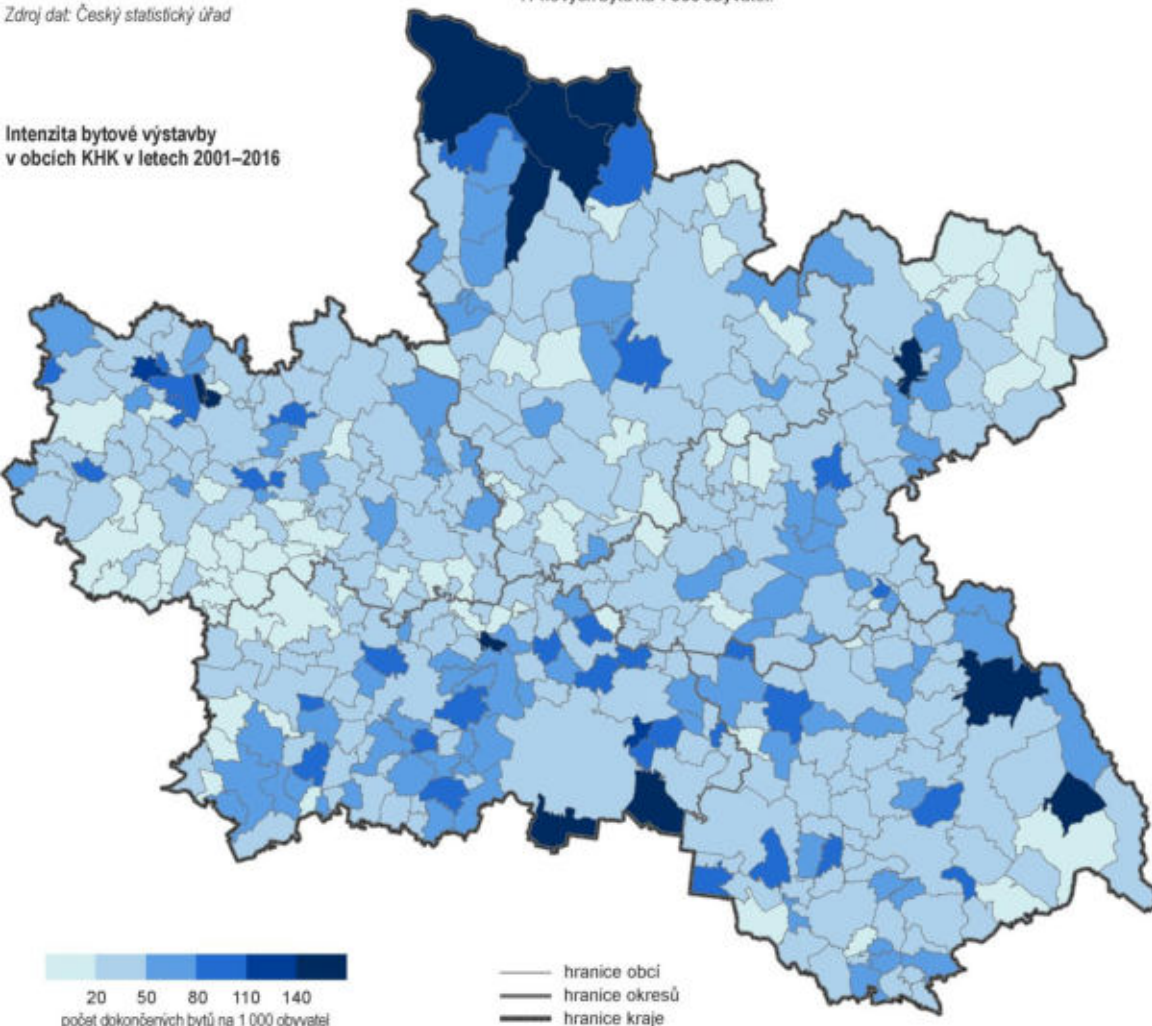 Zdroj dat: Český statistický úřad
Intenzita bytové výstavby
v obcích KHK v letech 2001–2016
20 50 80 110 140
počet dokončených bytů na 1 000 obyvatel
hranice obcí
hranice okresů
hranice kraje